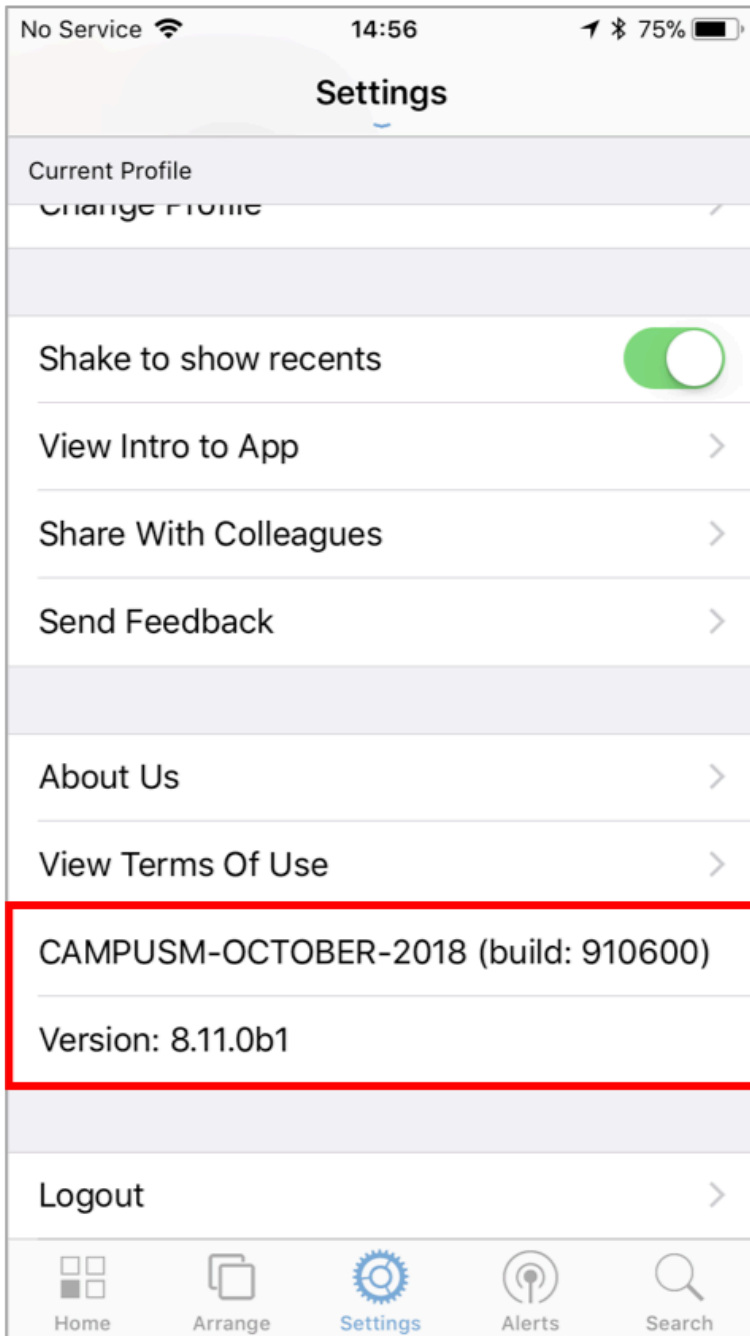 No Service 14:56 75%
Settings
Current Profile
Change Profile
Shake to show recents
View Intro to App
Share With Colleagues
Send Feedback
About Us
View Terms Of Use
CAMPUSM-OCTOBER-2018 (build: 910600)
Version: 8.11.0b1
Logout
Home Arrange Settings Alerts Search